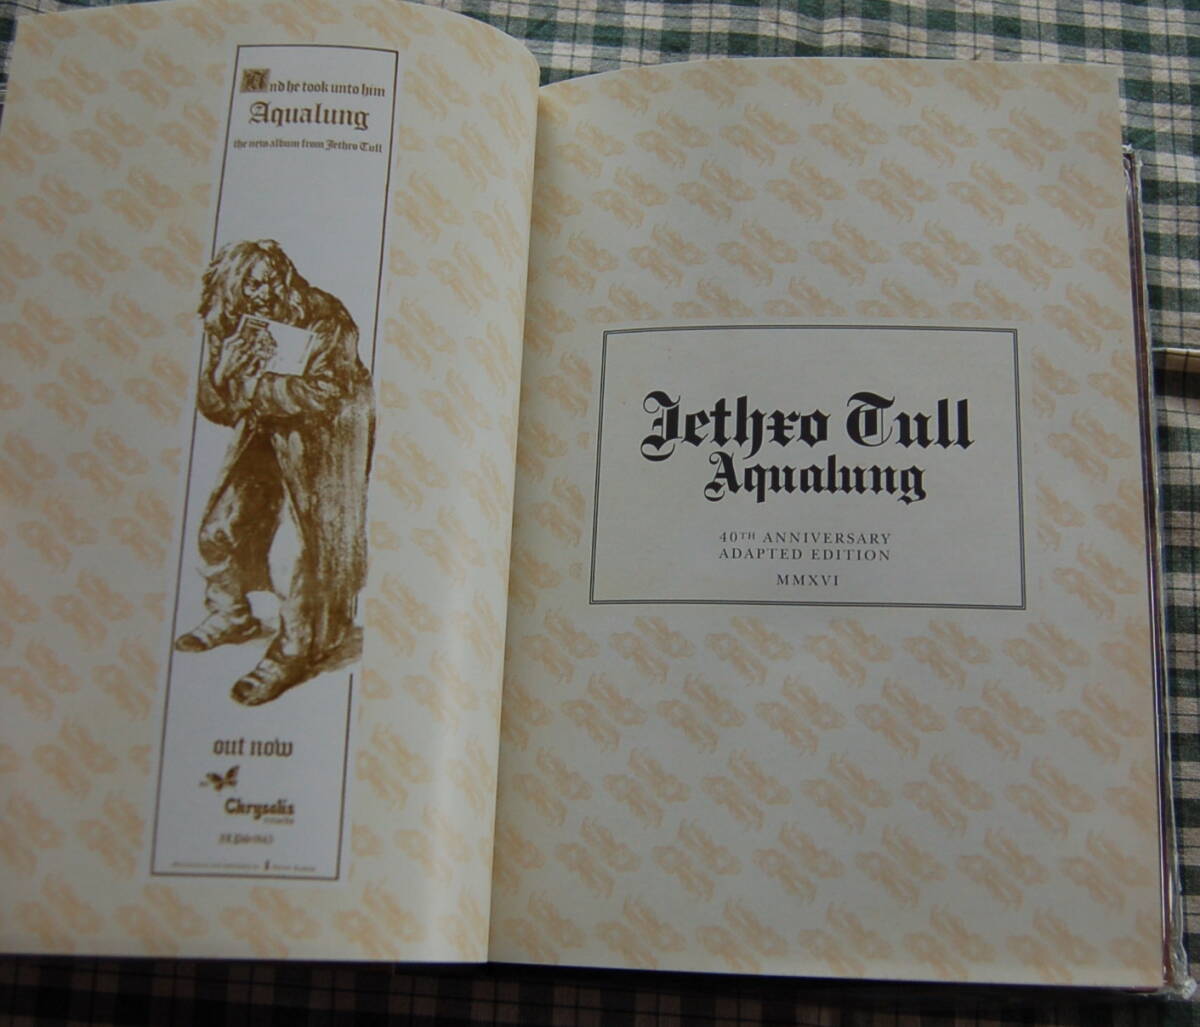 And he took unto him
Aqualung
the new album from Jethro Tull
out now
Chrysalis
Jethro Tull
Aqualung
40TH ANNIVERSARY
ADAPTED EDITION
MMXVI